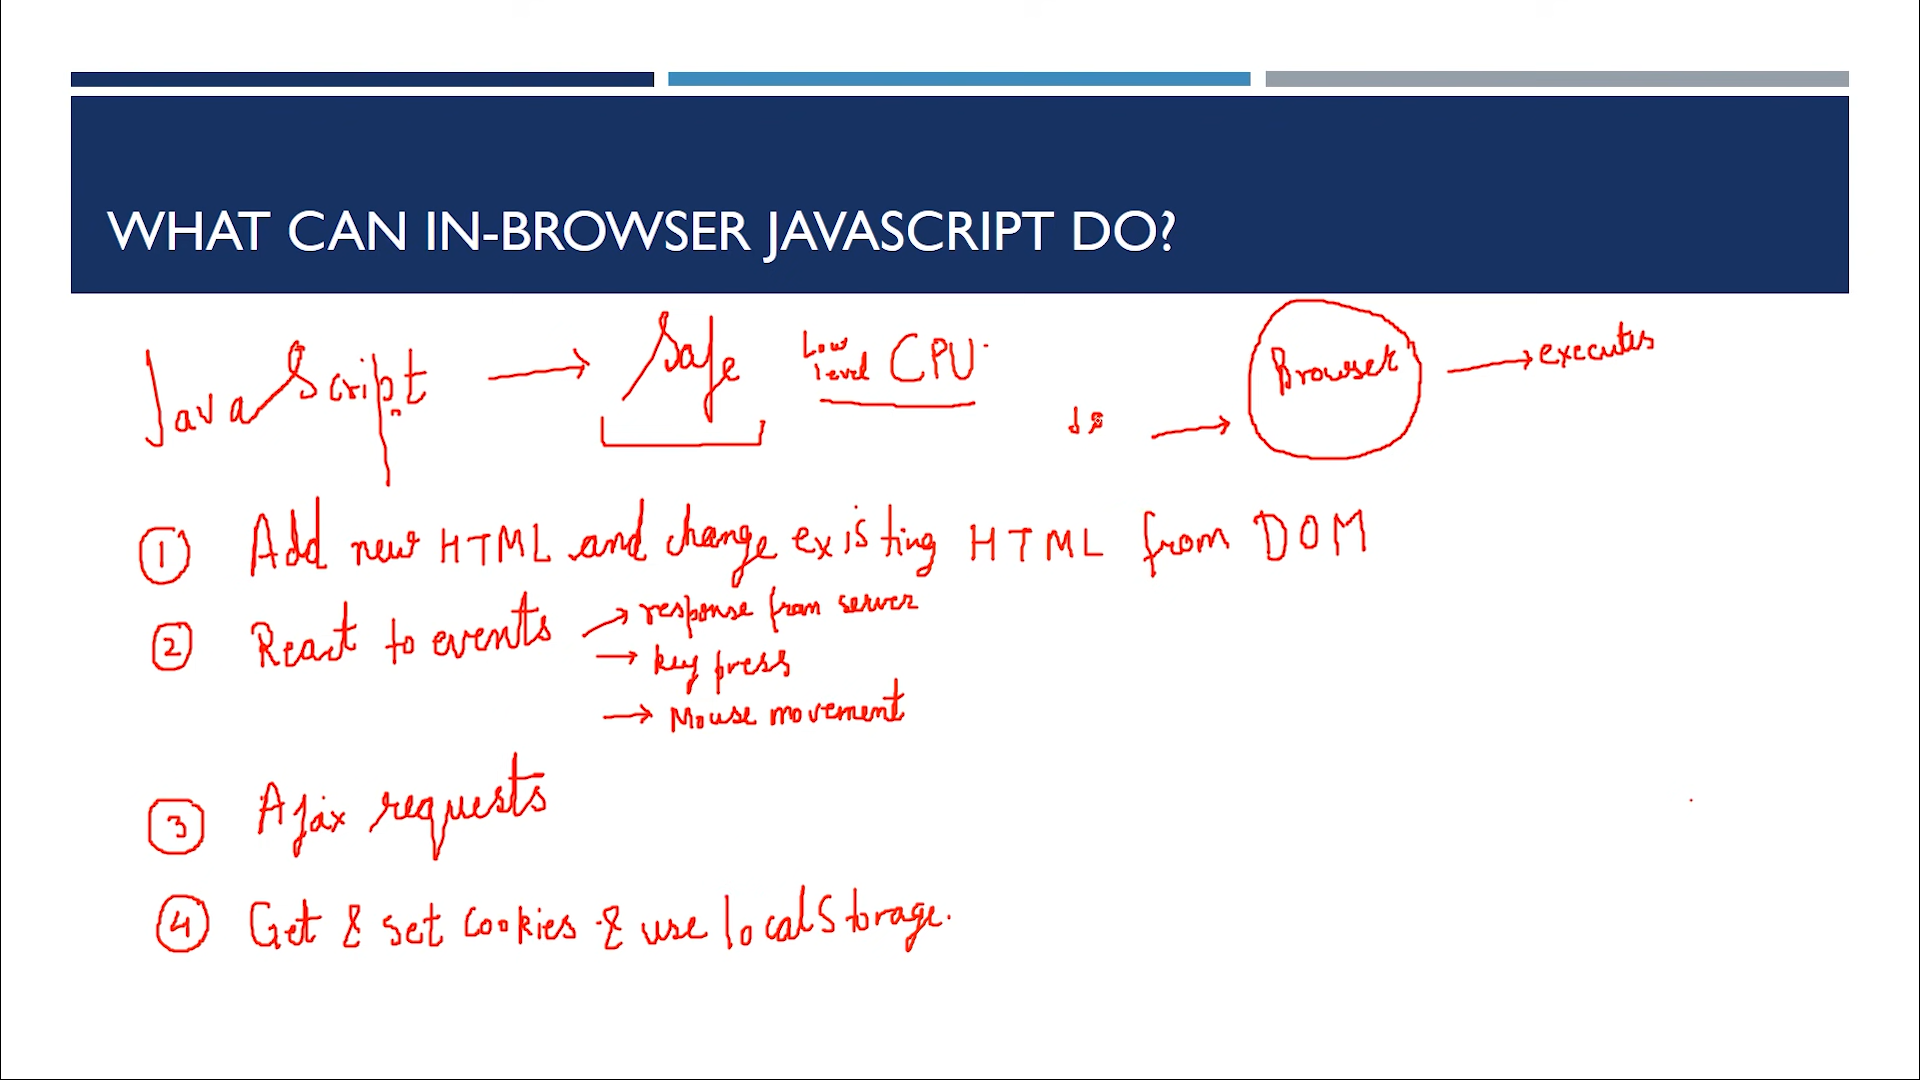 WHAT CAN IN-BROWSER JAVASCRIPT DO?
JavaScript → Safe Low level CPU
Js → Browser → executes
1 Add new HTML and change existing HTML from DOM
2 React to events → response from server
→ key press
→ Mouse movement
3 Ajax requests
4 Get & set cookies & use localStorage.